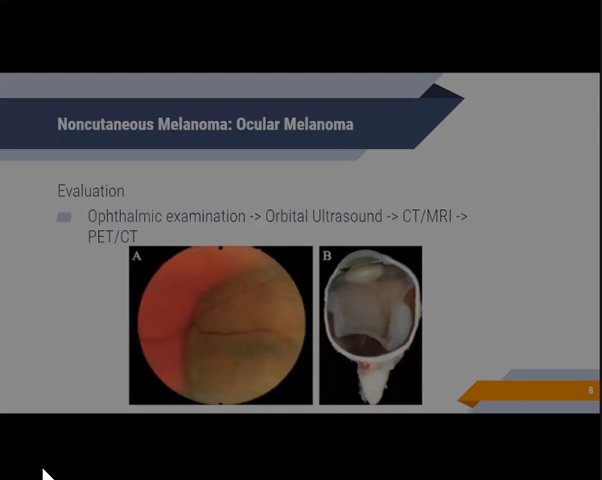 Noncutaneous Melanoma: Ocular Melanoma
Evaluation
Ophthalmic examination -> Orbital Ultrasound -> CT/MRI ->
PET/CT
A
B
8